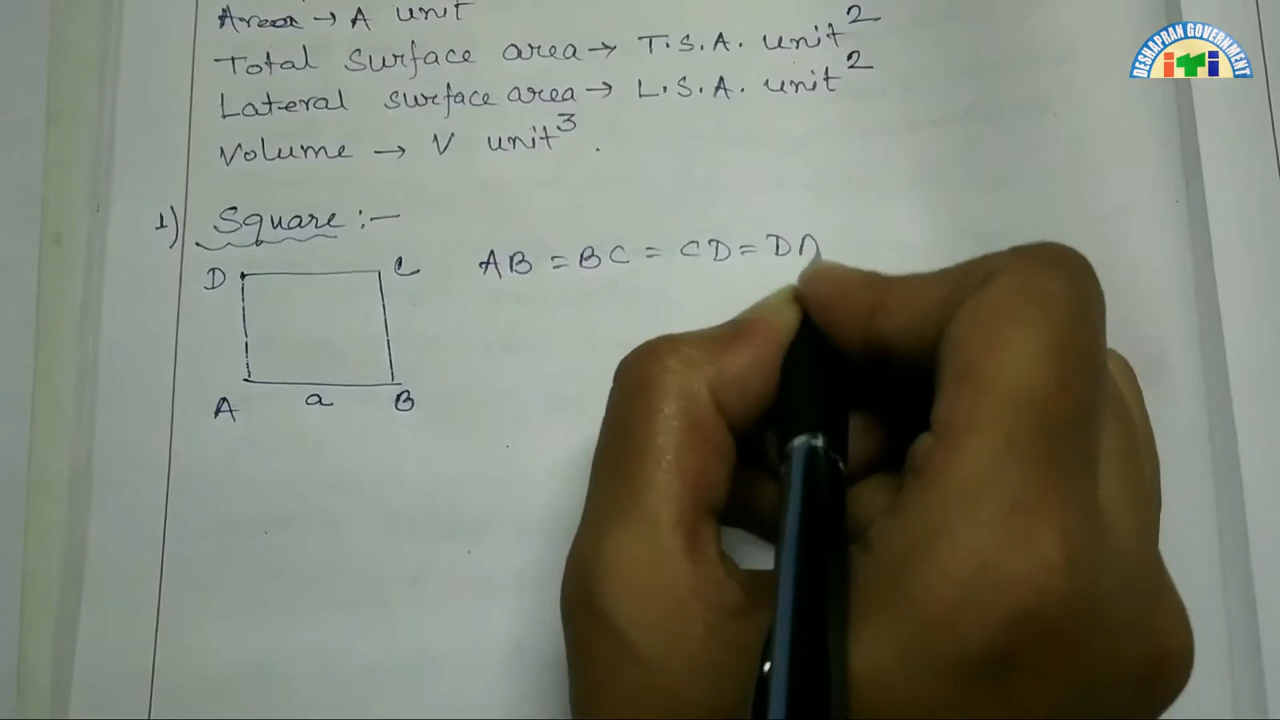 Area → A unit
Total surface area → T.S.A. unit²
Lateral surface area → L.S.A. unit²
Volume → V unit³.
1) Square :-
D C
AB = BC = CD = DA
A a B
DESHAPRAN GOVERNMENT
iTi